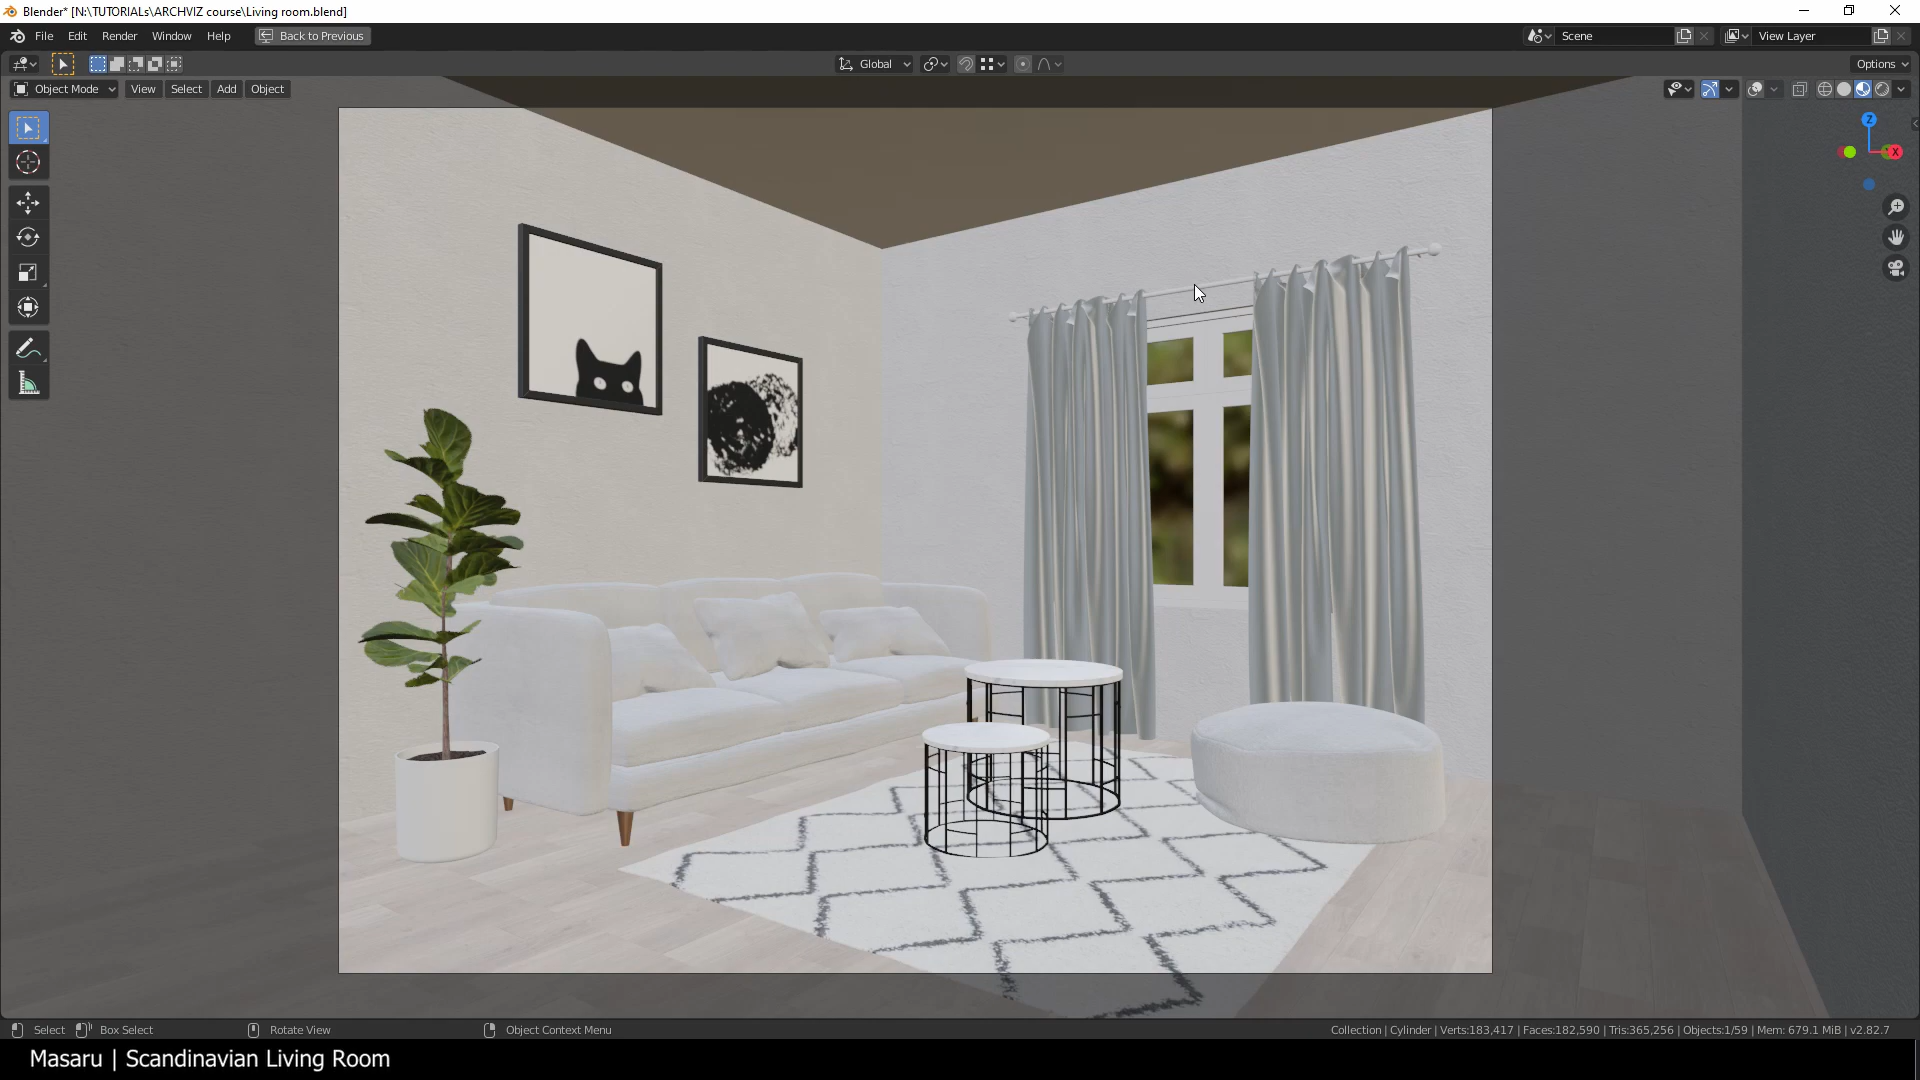 Blender* [N:\TUTORIALs\ARCHVIZ course\Living room.blend]
File Edit Render Window Help Back to Previous Scene View Layer
Global Options
Object Mode View Select Add Object
Z
X
Select Box Select Rotate View Object Context Menu Collection | Cylinder | Verts:183,417 | Faces:182,590 | Tris:365,256 | Objects:1/59 | Mem: 679.1 MiB | v2.82.7
Masaru | Scandinavian Living Room